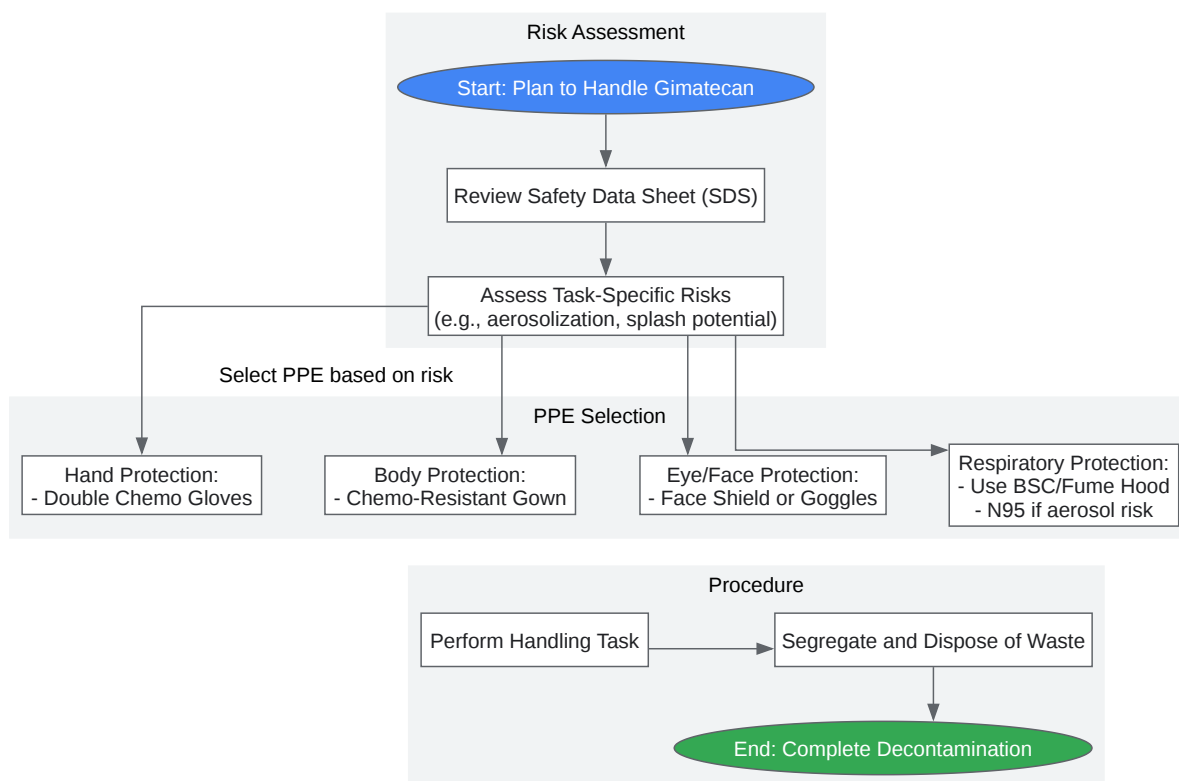 Risk Assessment
Start: Plan to Handle Gimatecan
Review Safety Data Sheet (SDS)
Assess Task-Specific Risks
(e.g., aerosolization, splash potential)
Select PPE based on risk
PPE Selection
Hand Protection:
- Double Chemo Gloves
Body Protection:
- Chemo-Resistant Gown
Eye/Face Protection:
- Face Shield or Goggles
Respiratory Protection:
- Use BSC/Fume Hood
- N95 if aerosol risk
Procedure
Perform Handling Task
Segregate and Dispose of Waste
End: Complete Decontamination